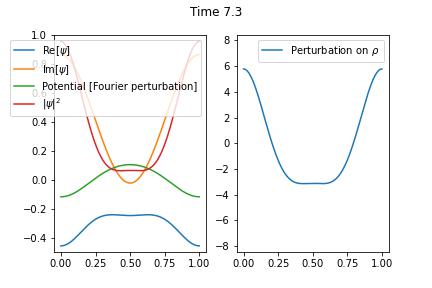 Time 7.3
Re[ψ]
Im[ψ]
Potential [Fourier perturbation]
|ψ|²
1.0
0.8
0.6
0.4
0.2
0.0
−0.2
−0.4
0.00 0.25 0.50 0.75 1.00
Perturbation on ρ
8
6
4
2
0
−2
−4
−6
−8
0.00 0.25 0.50 0.75 1.00